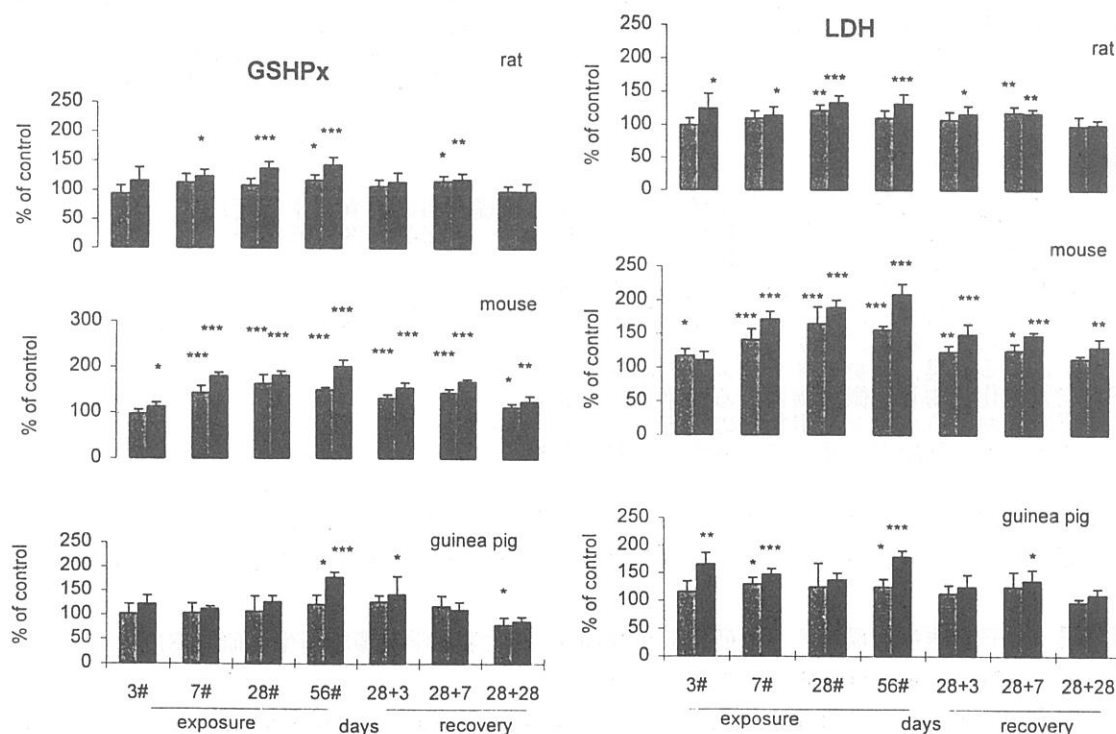 GSHPx
rat
250
200
150
100
50
0
% of control
* *** * *** * **
mouse
300
200
100
0
% of control
* *** *** *** *** *** *** *** *** *** *** * **
guinea pig
250
200
150
100
50
0
% of control
* *** * *
3# 7# 28# 56# 28+3 28+7 28+28
exposure days recovery
LDH
rat
250
200
150
100
50
0
% of control
* * ** *** *** * ** **
mouse
250
200
150
100
50
0
% of control
* *** *** *** *** *** *** ** *** * *** **
guinea pig
250
200
150
100
50
0
% of control
** * *** * *** *
3# 7# 28# 56# 28+3 28+7 28+28
exposure days recovery